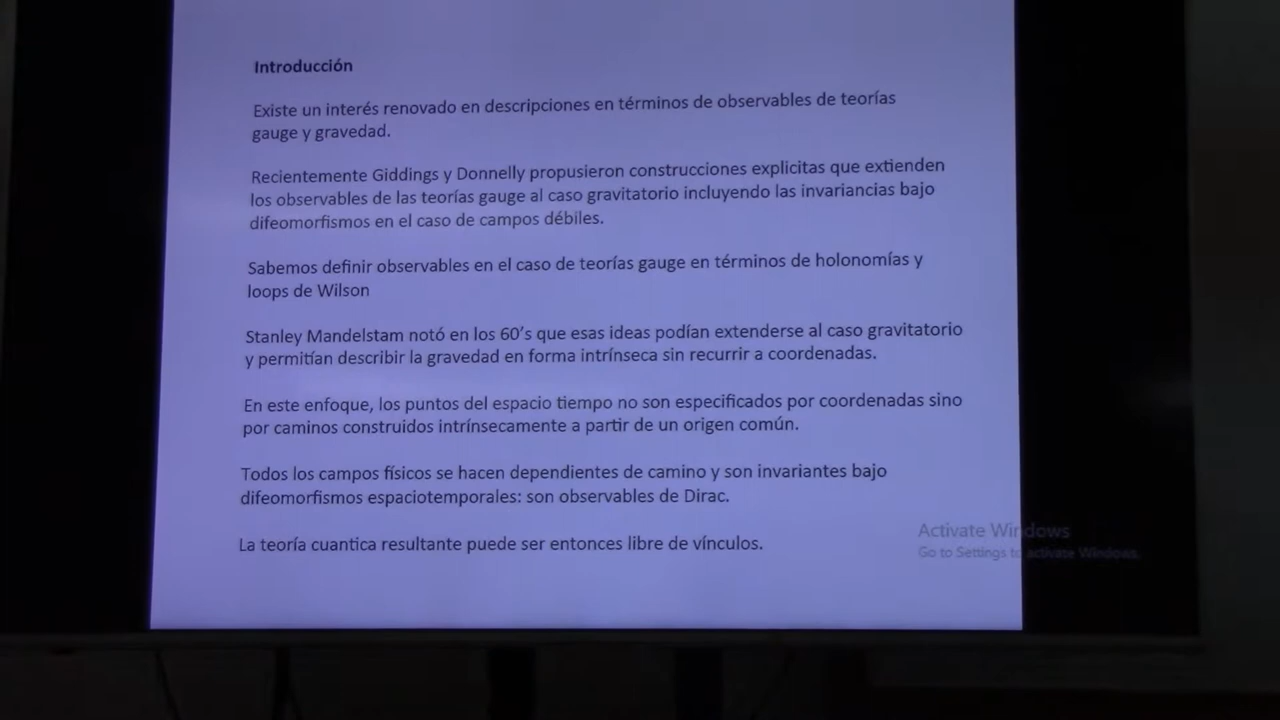 Introducción
Existe un interés renovado en descripciones en términos de observables de teorías
gauge y gravedad.
Recientemente Giddings y Donnelly propusieron construcciones explicitas que extienden
los observables de las teorías gauge al caso gravitatorio incluyendo las invariancias bajo
difeomorfismos en el caso de campos débiles.
Sabemos definir observables en el caso de teorías gauge en términos de holonomías y
loops de Wilson
Stanley Mandelstam notó en los 60’s que esas ideas podían extenderse al caso gravitatorio
y permitían describir la gravedad en forma intrínseca sin recurrir a coordenadas.
En este enfoque, los puntos del espacio tiempo no son especificados por coordenadas sino
por caminos construidos intrínsecamente a partir de un origen común.
Todos los campos físicos se hacen dependientes de camino y son invariantes bajo
difeomorfismos espaciotemporales: son observables de Dirac.
La teoría cuantica resultante puede ser entonces libre de vínculos.
Activate Windows
Go to Settings to activate Windows.